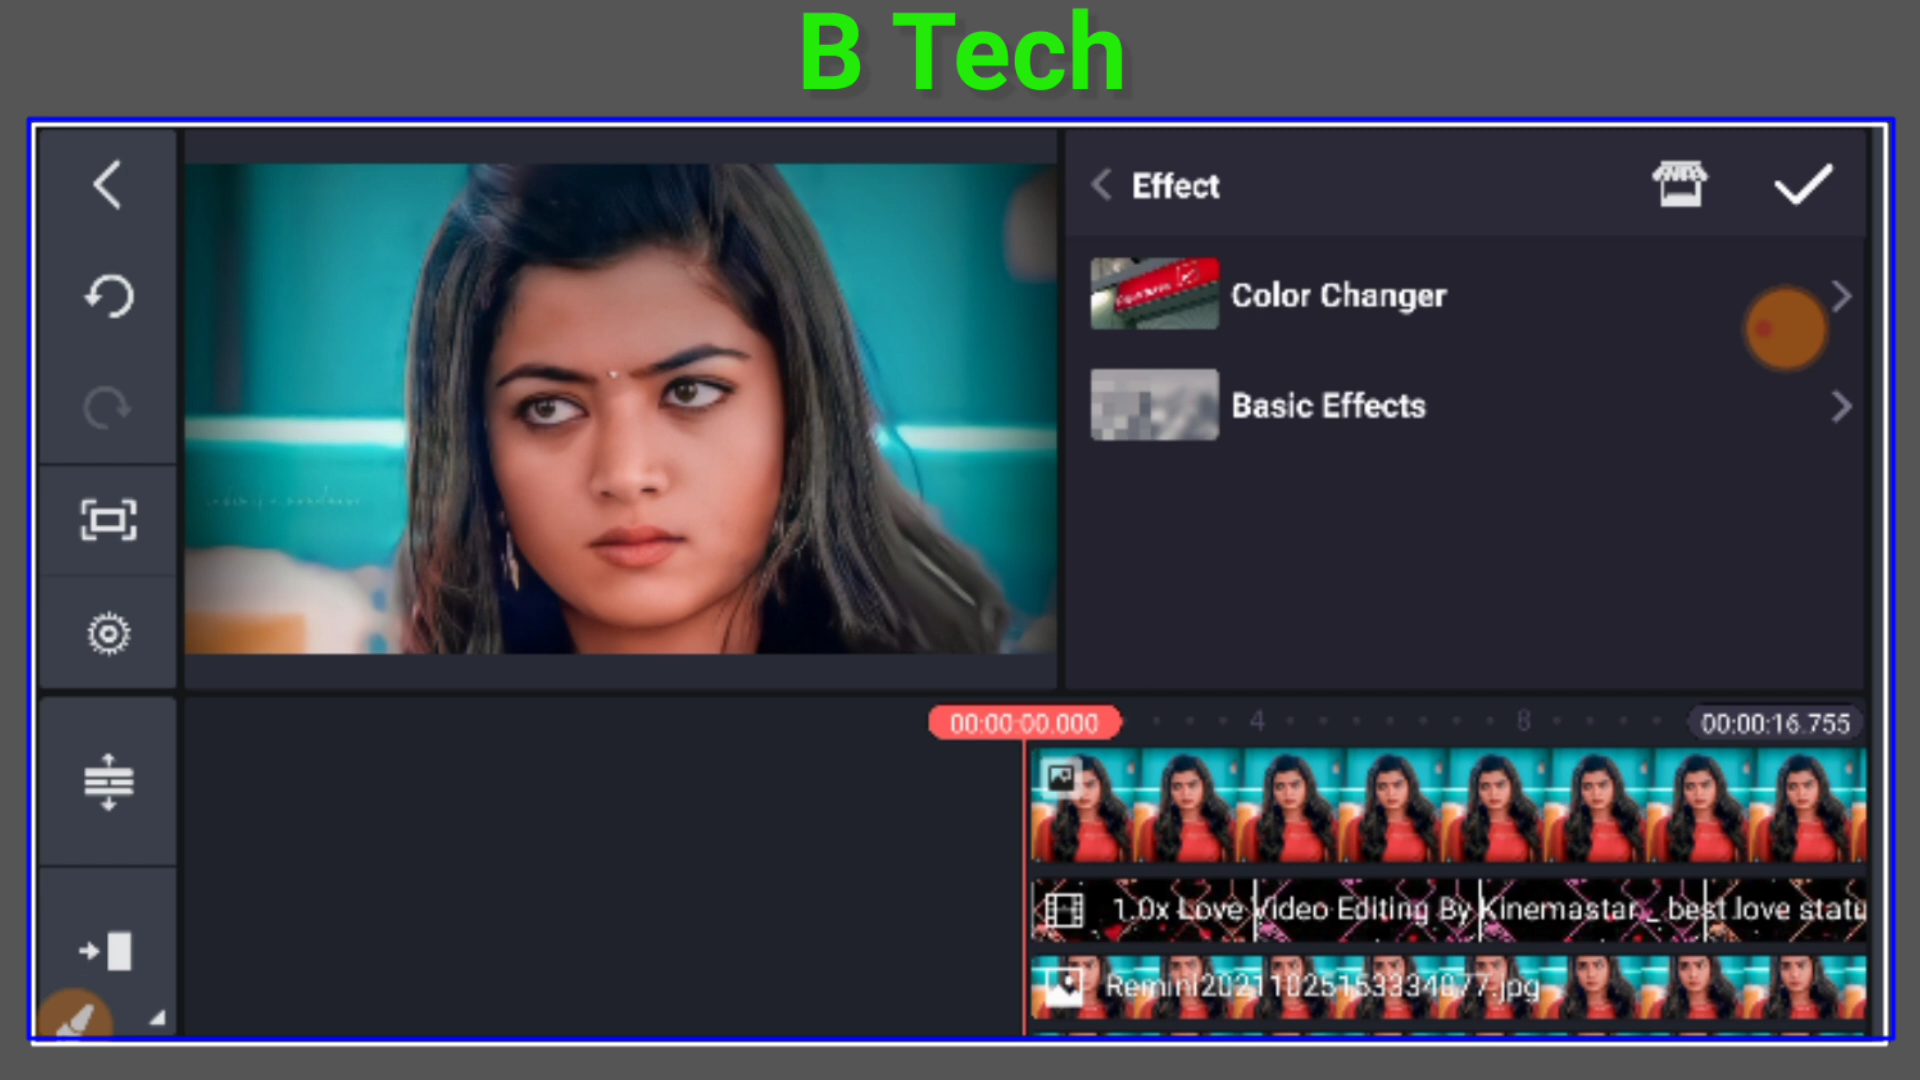 B Tech
Effect
Color Changer
Basic Effects
00:00:00.000
4
8
00:00:16.755
1.0x Love Video Editing By Kinemastar _ best love statu
Remini20211025153334077.jpg